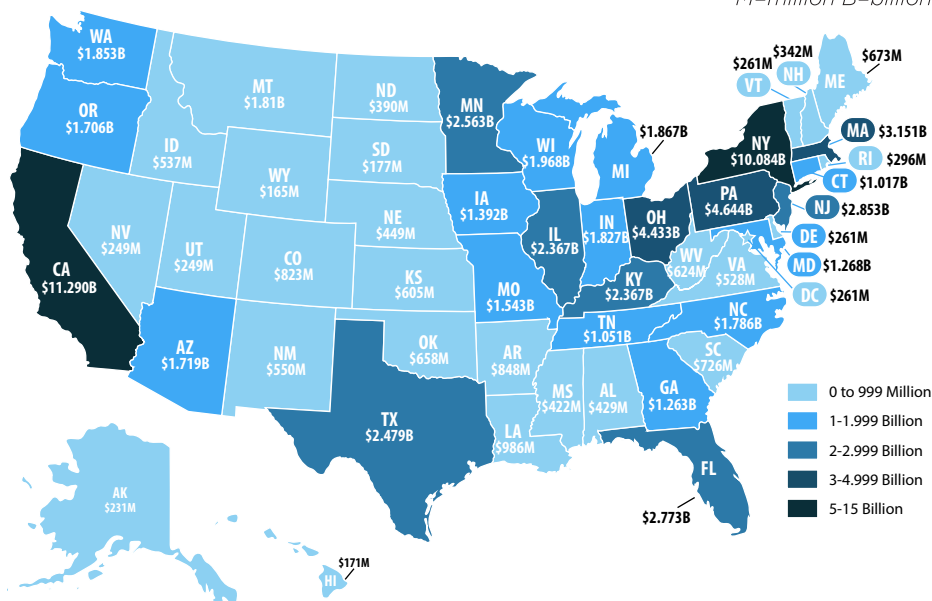 M=million B=billion
WA
$1.853B
OR
$1.706B
CA
$11.290B
ID
$537M
NV
$249M
MT
$1.81B
WY
$165M
UT
$249M
AZ
$1.719B
CO
$823M
NM
$550M
ND
$390M
SD
$177M
NE
$449M
KS
$605M
OK
$658M
TX
$2.479B
MN
$2.563B
IA
$1.392B
MO
$1.543B
AR
$848M
LA
$986M
WI
$1.968B
IL
$2.367B
MI
$1.867B
IN
$1.827B
OH
$4.433B
KY
$2.367B
TN
$1.051B
MS
$422M
AL
$429M
GA
$1.263B
FL
$2.773B
SC
$726M
NC
$1.786B
VA
$528M
WV
$624M
PA
$4.644B
NY
$10.084B
VT
$261M
NH
$342M
ME
$673M
MA $3.151B
RI $296M
CT $1.017B
NJ $2.853B
DE $261M
MD $1.268B
DC $261M
AK
$231M
HI
$171M
0 to 999 Million
1-1.999 Billion
2-2.999 Billion
3-4.999 Billion
5-15 Billion